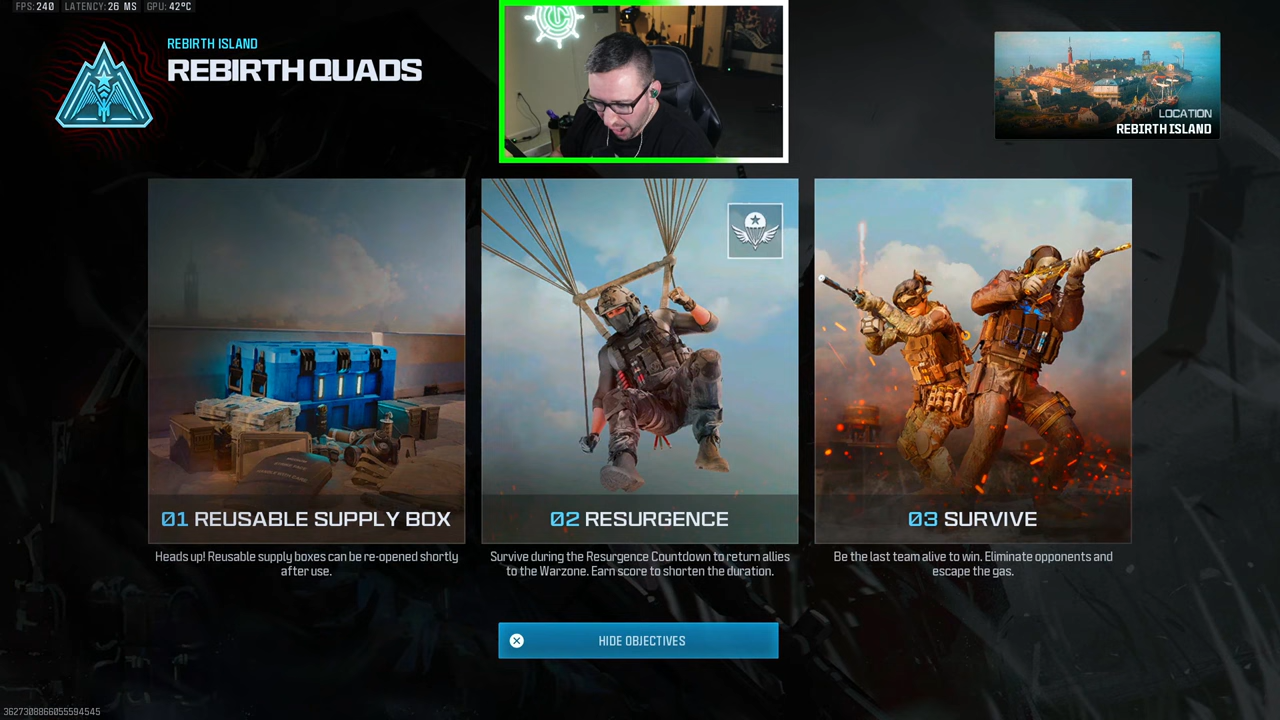 FPS: 240 LATENCY: 26 MS GPU: 42°C
REBIRTH ISLAND
REBIRTH QUADS
LOCATION
REBIRTH ISLAND
01 REUSABLE SUPPLY BOX
Heads up! Reusable supply boxes can be re-opened shortly
after use.
02 RESURGENCE
Survive during the Resurgence Countdown to return allies
to the Warzone. Earn score to shorten the duration.
03 SURVIVE
Be the last team alive to win. Eliminate opponents and
escape the gas.
HIDE OBJECTIVES
3627308866055594545